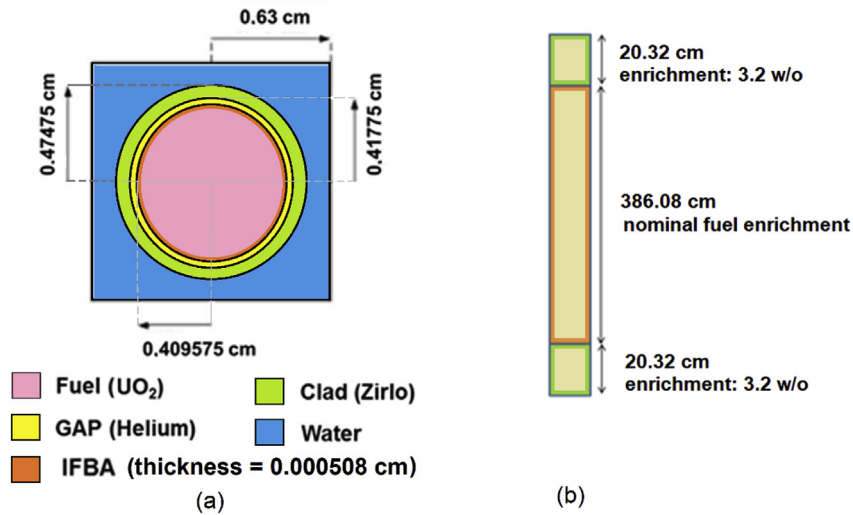 0.63 cm
0.47475 cm
0.41775 cm
0.409575 cm
Fuel (UO₂)
Clad (Zirlo)
GAP (Helium)
Water
IFBA (thickness = 0.000508 cm)
(a)
20.32 cm
enrichment: 3.2 w/o
386.08 cm
nominal fuel enrichment
20.32 cm
enrichment: 3.2 w/o
(b)